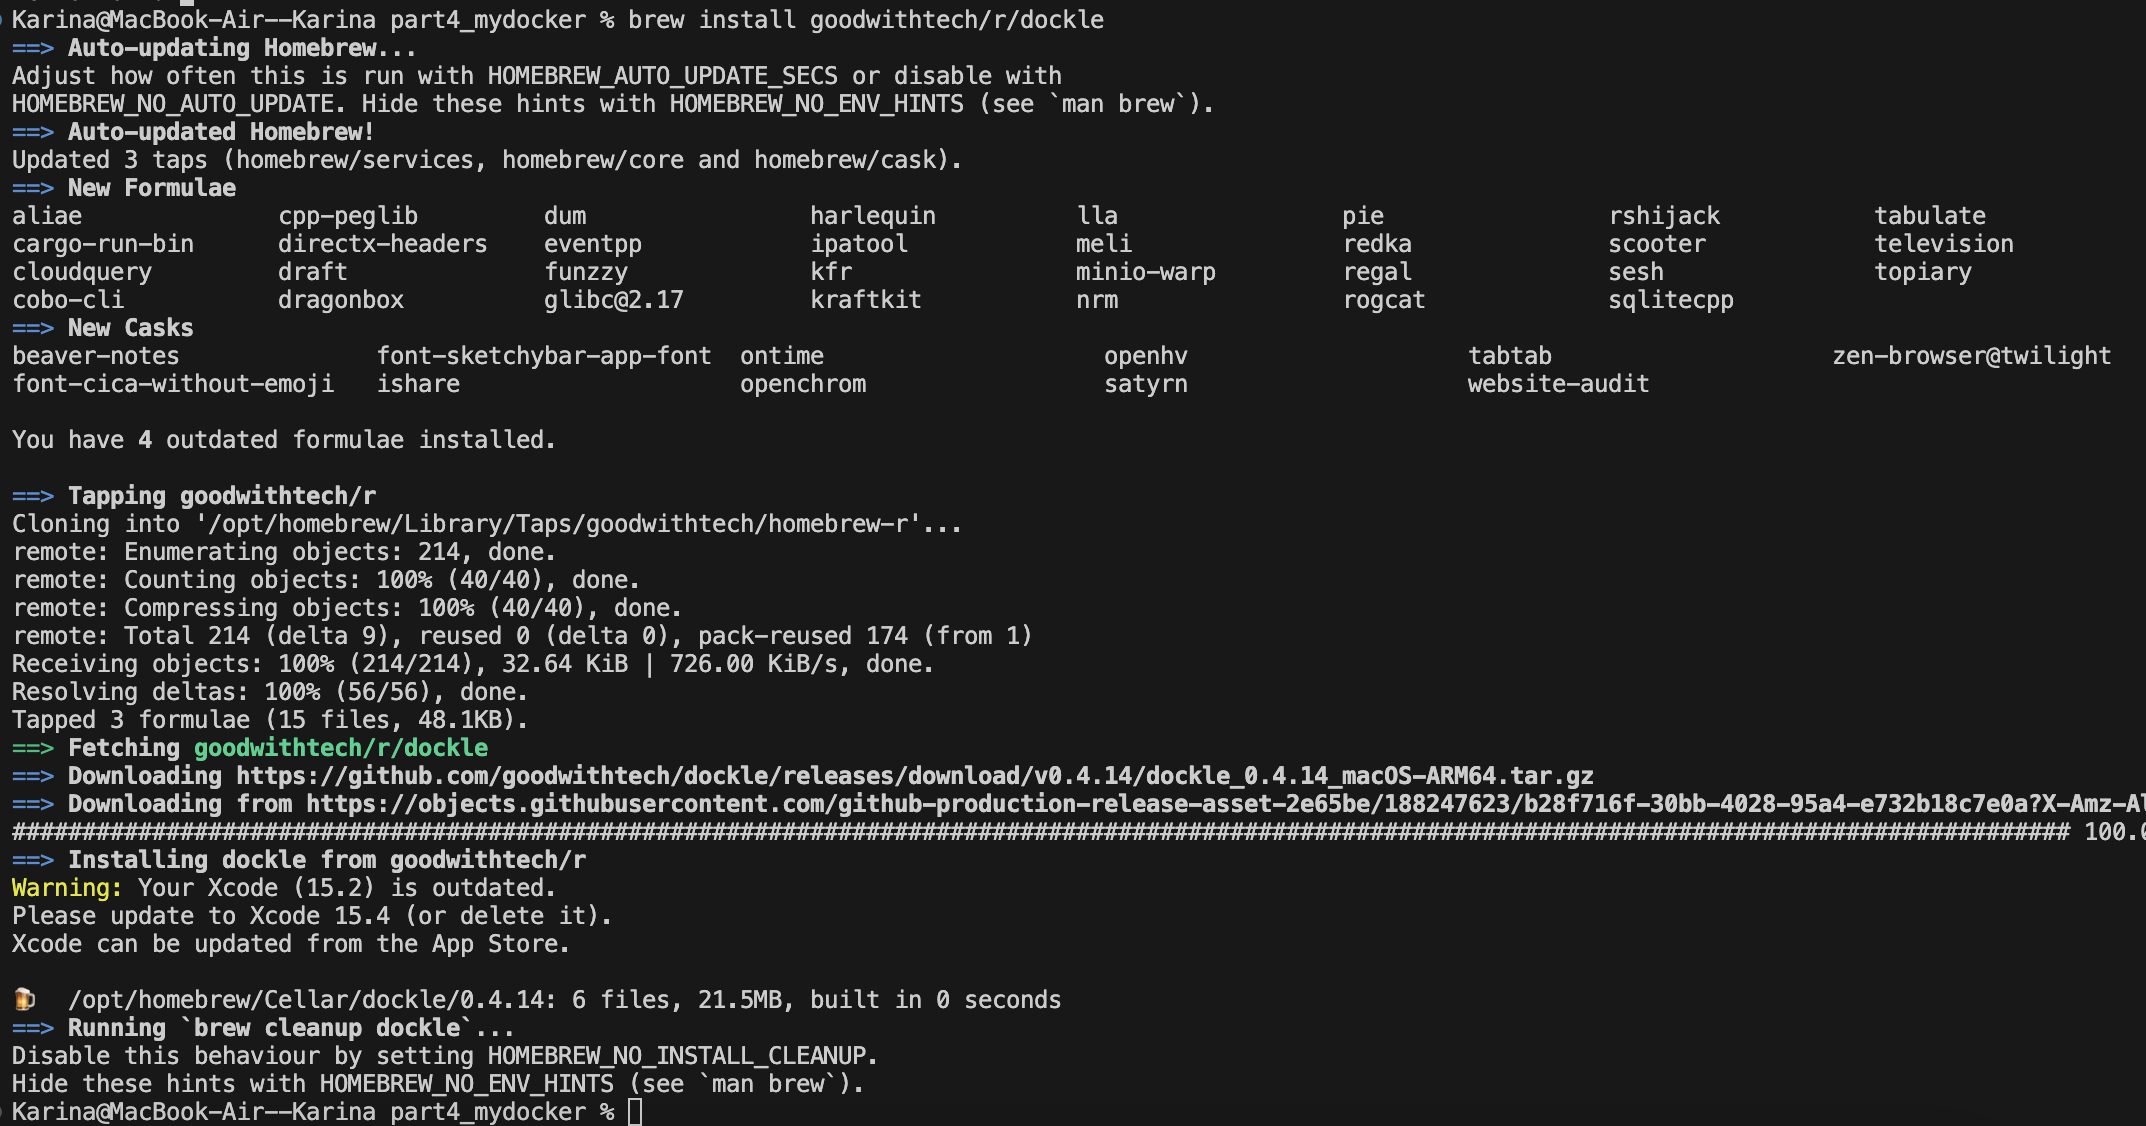 Karina@MacBook-Air--Karina part4_mydocker % brew install goodwithtech/r/dockle
==> Auto-updating Homebrew...
Adjust how often this is run with HOMEBREW_AUTO_UPDATE_SECS or disable with
HOMEBREW_NO_AUTO_UPDATE. Hide these hints with HOMEBREW_NO_ENV_HINTS (see `man brew`).
==> Auto-updated Homebrew!
Updated 3 taps (homebrew/services, homebrew/core and homebrew/cask).
==> New Formulae
aliae cpp-peglib dum harlequin lla pie rshijack tabulate
cargo-run-bin directx-headers eventpp ipatool meli redka scooter television
cloudquery draft funzzy kfr minio-warp regal sesh topiary
cobo-cli dragonbox glibc@2.17 kraftkit nrm rogcat sqlitecpp
==> New Casks
beaver-notes font-sketchybar-app-font ontime openhv tabtab zen-browser@twilight
font-cica-without-emoji ishare openchrom satyrn website-audit
You have 4 outdated formulae installed.
==> Tapping goodwithtech/r
Cloning into '/opt/homebrew/Library/Taps/goodwithtech/homebrew-r'...
remote: Enumerating objects: 214, done.
remote: Counting objects: 100% (40/40), done.
remote: Compressing objects: 100% (40/40), done.
remote: Total 214 (delta 9), reused 0 (delta 0), pack-reused 174 (from 1)
Receiving objects: 100% (214/214), 32.64 KiB | 726.00 KiB/s, done.
Resolving deltas: 100% (56/56), done.
Tapped 3 formulae (15 files, 48.1KB).
==> Fetching goodwithtech/r/dockle
==> Downloading https://github.com/goodwithtech/dockle/releases/download/v0.4.14/dockle_0.4.14_macOS-ARM64.tar.gz
==> Downloading from https://objects.githubusercontent.com/github-production-release-asset-2e65be/188247623/b28f716f-30bb-4028-95a4-e732b18c7e0a?X-Amz-Al
################################################################################################################################################### 100.0
==> Installing dockle from goodwithtech/r
Warning: Your Xcode (15.2) is outdated.
Please update to Xcode 15.4 (or delete it).
Xcode can be updated from the App Store.
🍺 /opt/homebrew/Cellar/dockle/0.4.14: 6 files, 21.5MB, built in 0 seconds
==> Running `brew cleanup dockle`...
Disable this behaviour by setting HOMEBREW_NO_INSTALL_CLEANUP.
Hide these hints with HOMEBREW_NO_ENV_HINTS (see `man brew`).
Karina@MacBook-Air--Karina part4_mydocker %